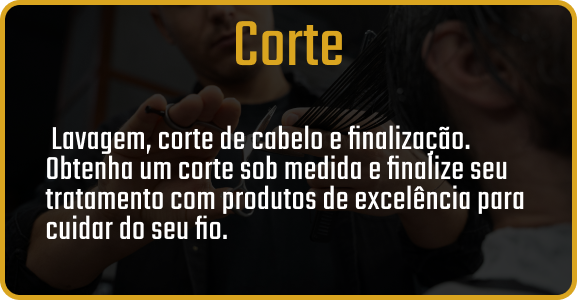 Corte
Lavagem, corte de cabelo e finalização.
Obtenha um corte sob medida e finalize seu
tratamento com produtos de excelência para
cuidar do seu fio.